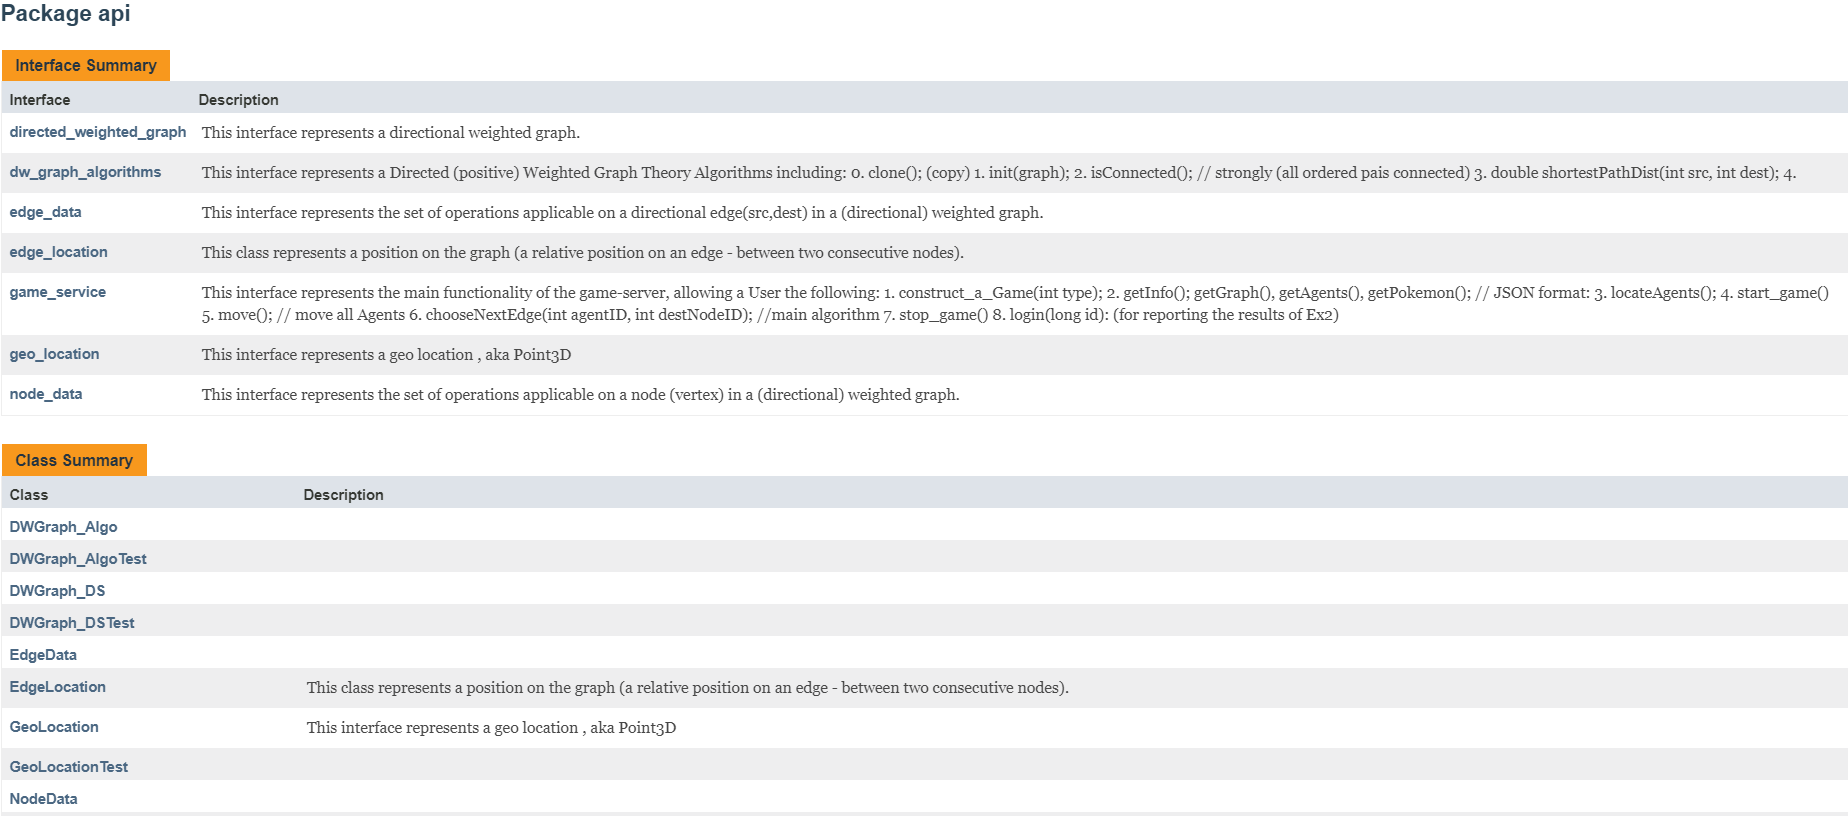 Package api
Interface Summary
Interface Description
directed_weighted_graph This interface represents a directional weighted graph.
dw_graph_algorithms This interface represents a Directed (positive) Weighted Graph Theory Algorithms including: 0. clone(); (copy) 1. init(graph); 2. isConnected(); // strongly (all ordered pais connected) 3. double shortestPathDist(int src, int dest); 4.
edge_data This interface represents the set of operations applicable on a directional edge(src,dest) in a (directional) weighted graph.
edge_location This class represents a position on the graph (a relative position on an edge - between two consecutive nodes).
game_service This interface represents the main functionality of the game-server, allowing a User the following: 1. construct_a_Game(int type); 2. getInfo(); getGraph(), getAgents(), getPokemon(); // JSON format: 3. locateAgents(); 4. start_game()
5. move(); // move all Agents 6. chooseNextEdge(int agentID, int destNodeID); //main algorithm 7. stop_game() 8. login(long id): (for reporting the results of Ex2)
geo_location This interface represents a geo location , aka Point3D
node_data This interface represents the set of operations applicable on a node (vertex) in a (directional) weighted graph.
Class Summary
Class Description
DWGraph_Algo
DWGraph_AlgoTest
DWGraph_DS
DWGraph_DSTest
EdgeData
EdgeLocation This class represents a position on the graph (a relative position on an edge - between two consecutive nodes).
GeoLocation This interface represents a geo location , aka Point3D
GeoLocationTest
NodeData